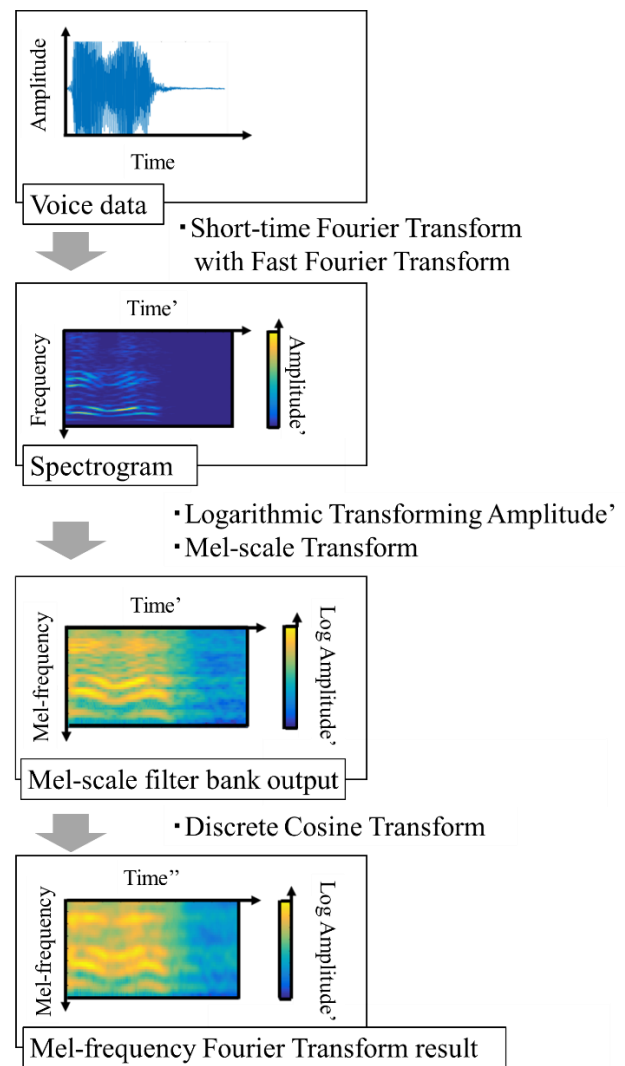 Amplitude
Time
Voice data
・Short-time Fourier Transform
with Fast Fourier Transform
Time’
Frequency
Amplitude’
Spectrogram
・Logarithmic Transforming Amplitude’
・Mel-scale Transform
Time’
Mel-frequency
Log Amplitude’
Mel-scale filter bank output
・Discrete Cosine Transform
Time”
Mel-frequency
Log Amplitude’
Mel-frequency Fourier Transform result